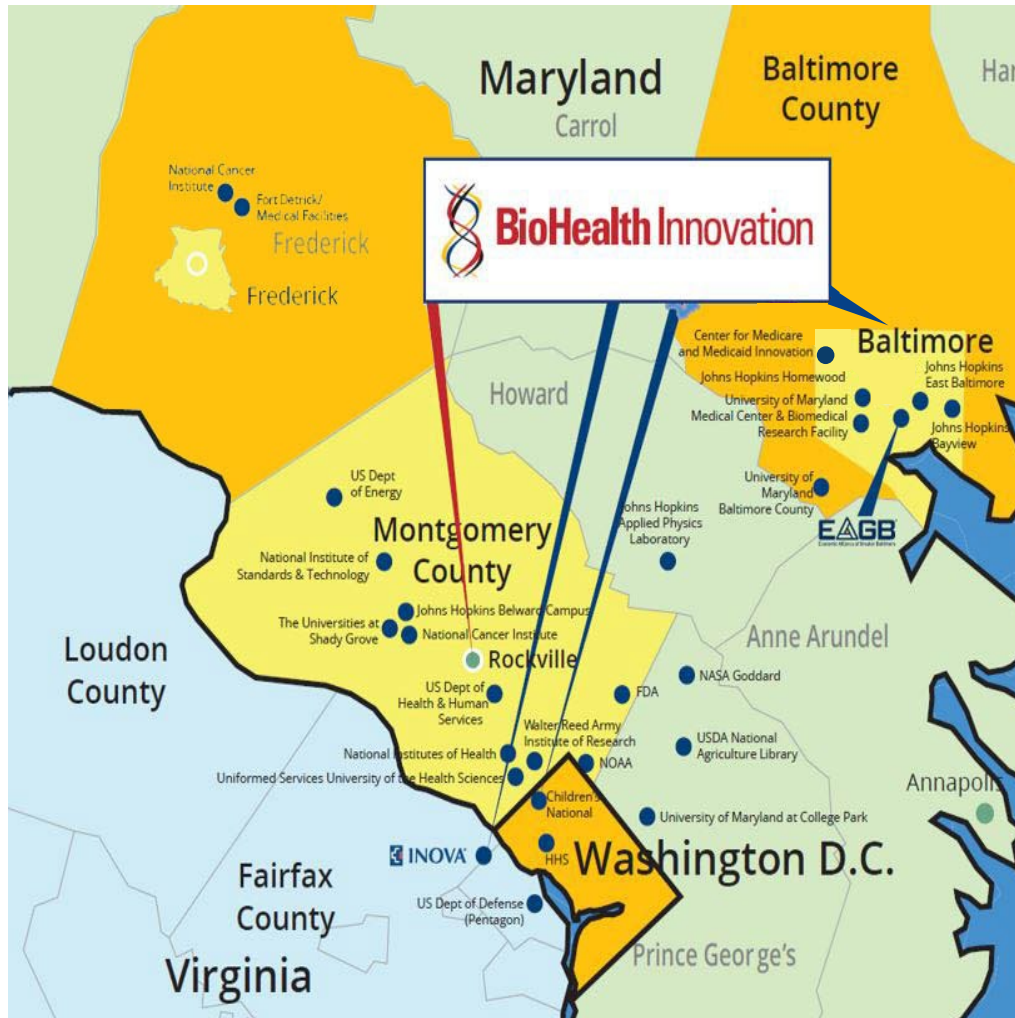 Maryland
Carrol
Baltimore
County
Har
National Cancer
Institute
Fort Detrick/
Medical Facilities
Frederick
Frederick
BioHealth Innovation
Center for Medicare
and Medicaid Innovation
Baltimore
Johns Hopkins
East Baltimore
Johns Hopkins Homewood
University of Maryland
Medical Center & Biomedical
Research Facility
Johns Hopkins
Bayview
Howard
US Dept
of Energy
University of
Maryland
Baltimore County
EAGB
Johns Hopkins
Applied Physics
Laboratory
Montgomery
County
National Institute of
Standards & Technology
Johns Hopkins Belward Campus
The Universities at
Shady Grove
National Cancer Institute
Rockville
Loudon
County
Anne Arundel
NASA Goddard
US Dept of
Health & Human
Services
FDA
Walter Reed Army
Institute of Research
USDA National
Agriculture Library
National Institutes of Health
NOAA
Uniformed Services University of the Health Sciences
Annapolis
Children's
National
University of Maryland at College Park
INOVA
HHS
Washington D.C.
Fairfax
County
US Dept of Defense
(Pentagon)
Prince George's
Virginia